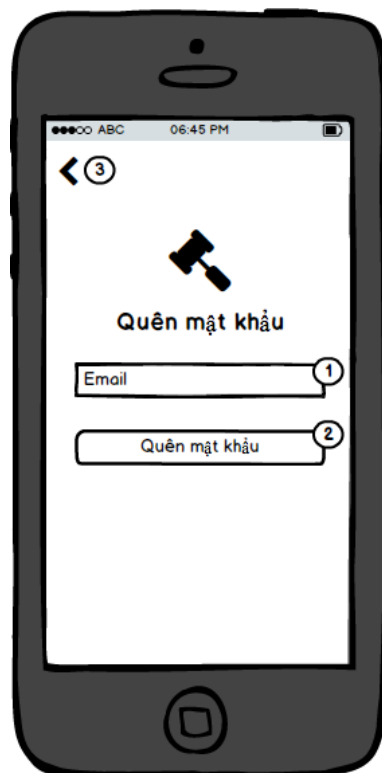 ABC 06:45 PM
3
Quên mật khẩu
Email 1
Quên mật khẩu 2